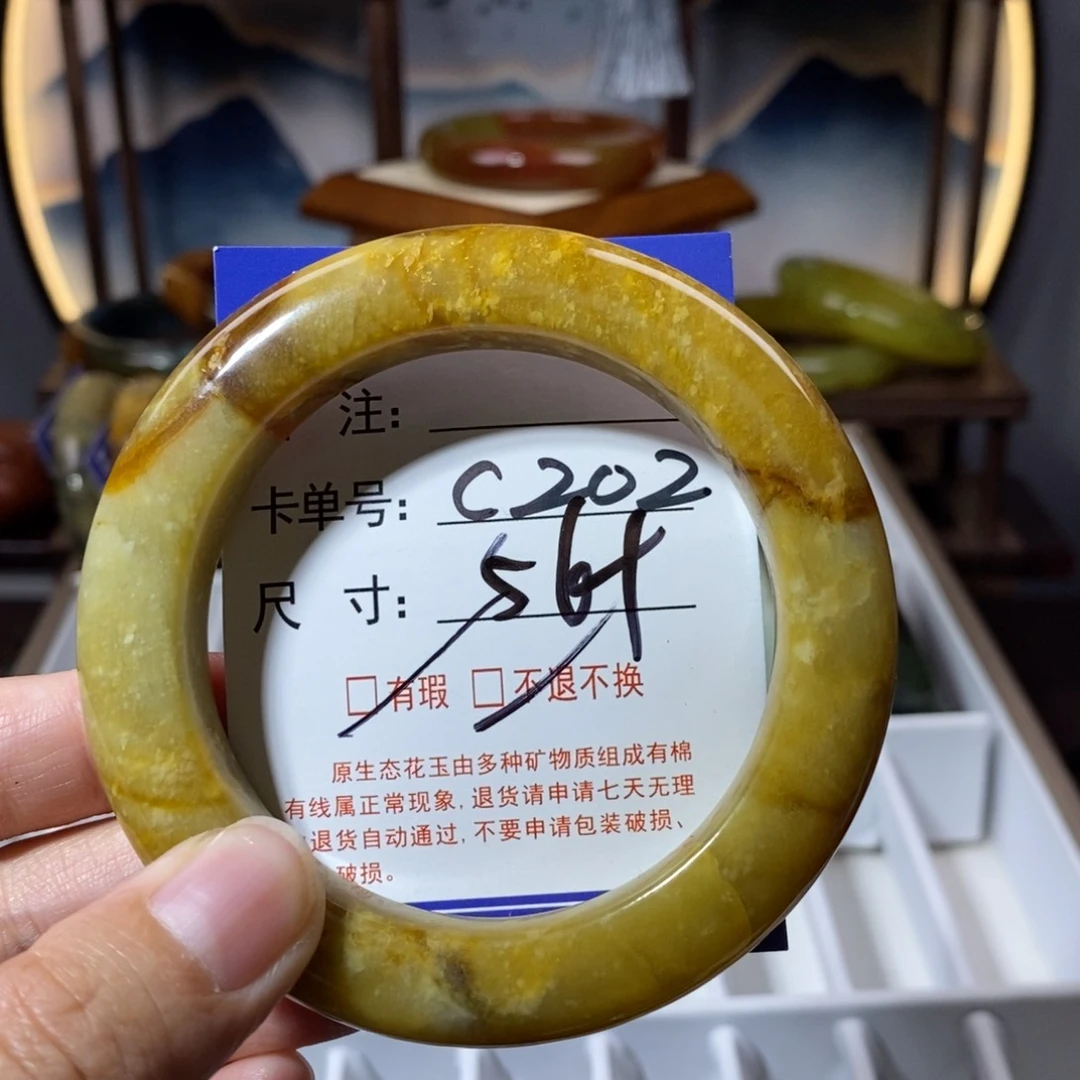 注:
卡单号: C202
尺 寸: 56
□有瑕 □不退不换
原生态花玉由多种矿物质组成有棉
有线属正常现象, 退货请申请七天无理
退货自动通过, 不要申请包装破损、
破损。